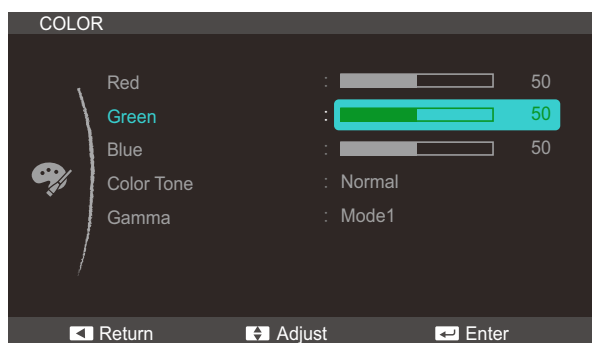 COLOR
Red : 50
Green : 50
Blue : 50
Color Tone : Normal
Gamma : Mode1
Return Adjust Enter